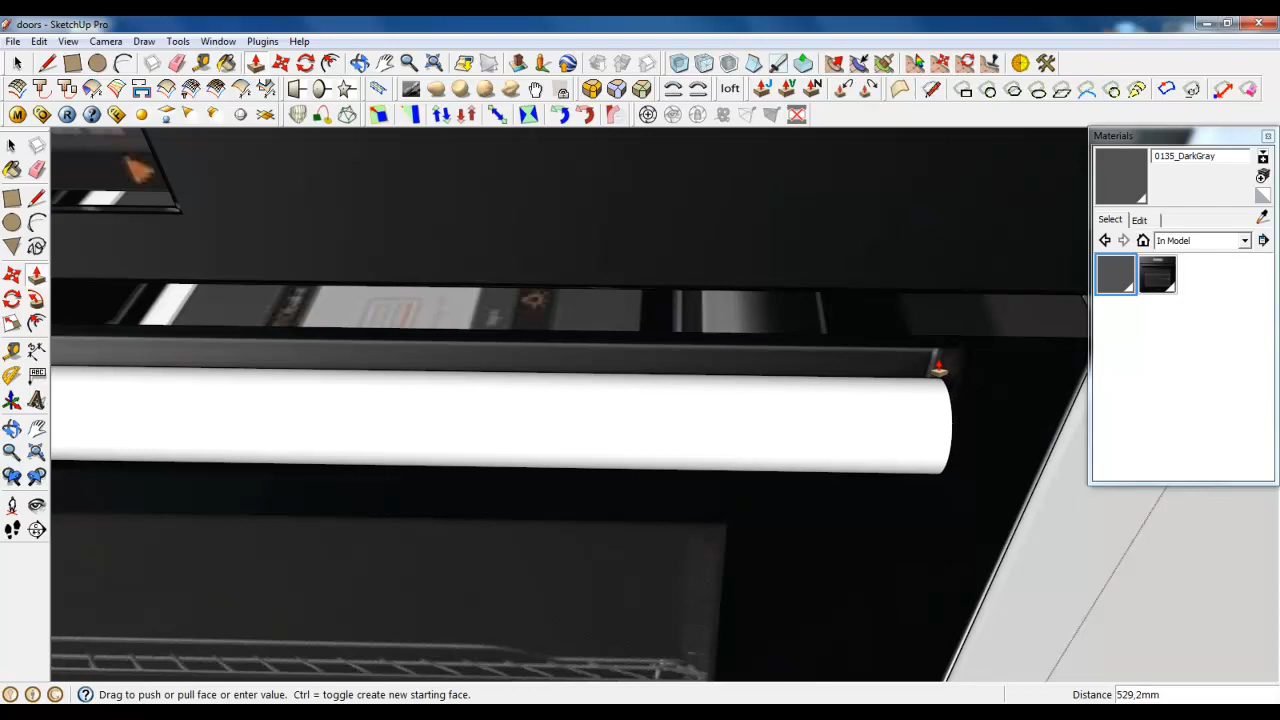 doors - SketchUp Pro
File Edit View Camera Draw Tools Window Plugins Help
loft
Materials
0135_DarkGray
Select Edit
In Model
ABC
Drag to push or pull face or enter value. Ctrl = toggle create new starting face.
Distance 529,2mm